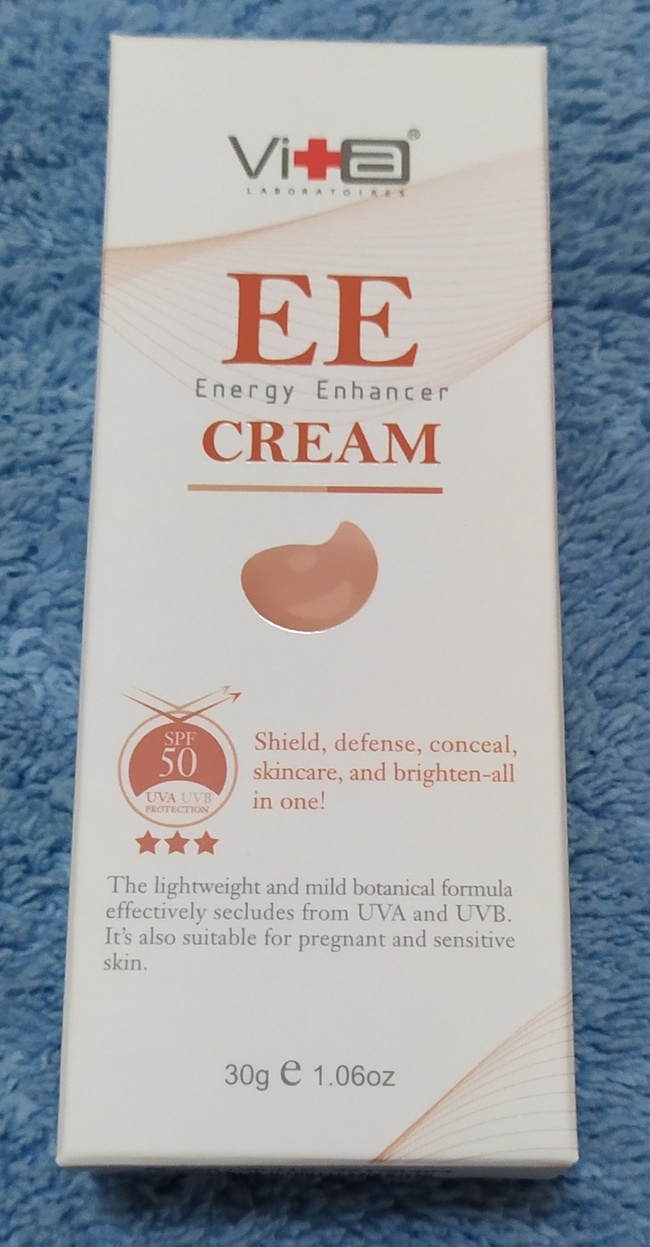 Vita®
LABORATOIRES
EE
Energy Enhancer
CREAM
SPF
50
UVA UVB
PROTECTION
Shield, defense, conceal,
skincare, and brighten-all
in one!
The lightweight and mild botanical formula
effectively secludes from UVA and UVB.
It's also suitable for pregnant and sensitive
skin.
30g e 1.06oz